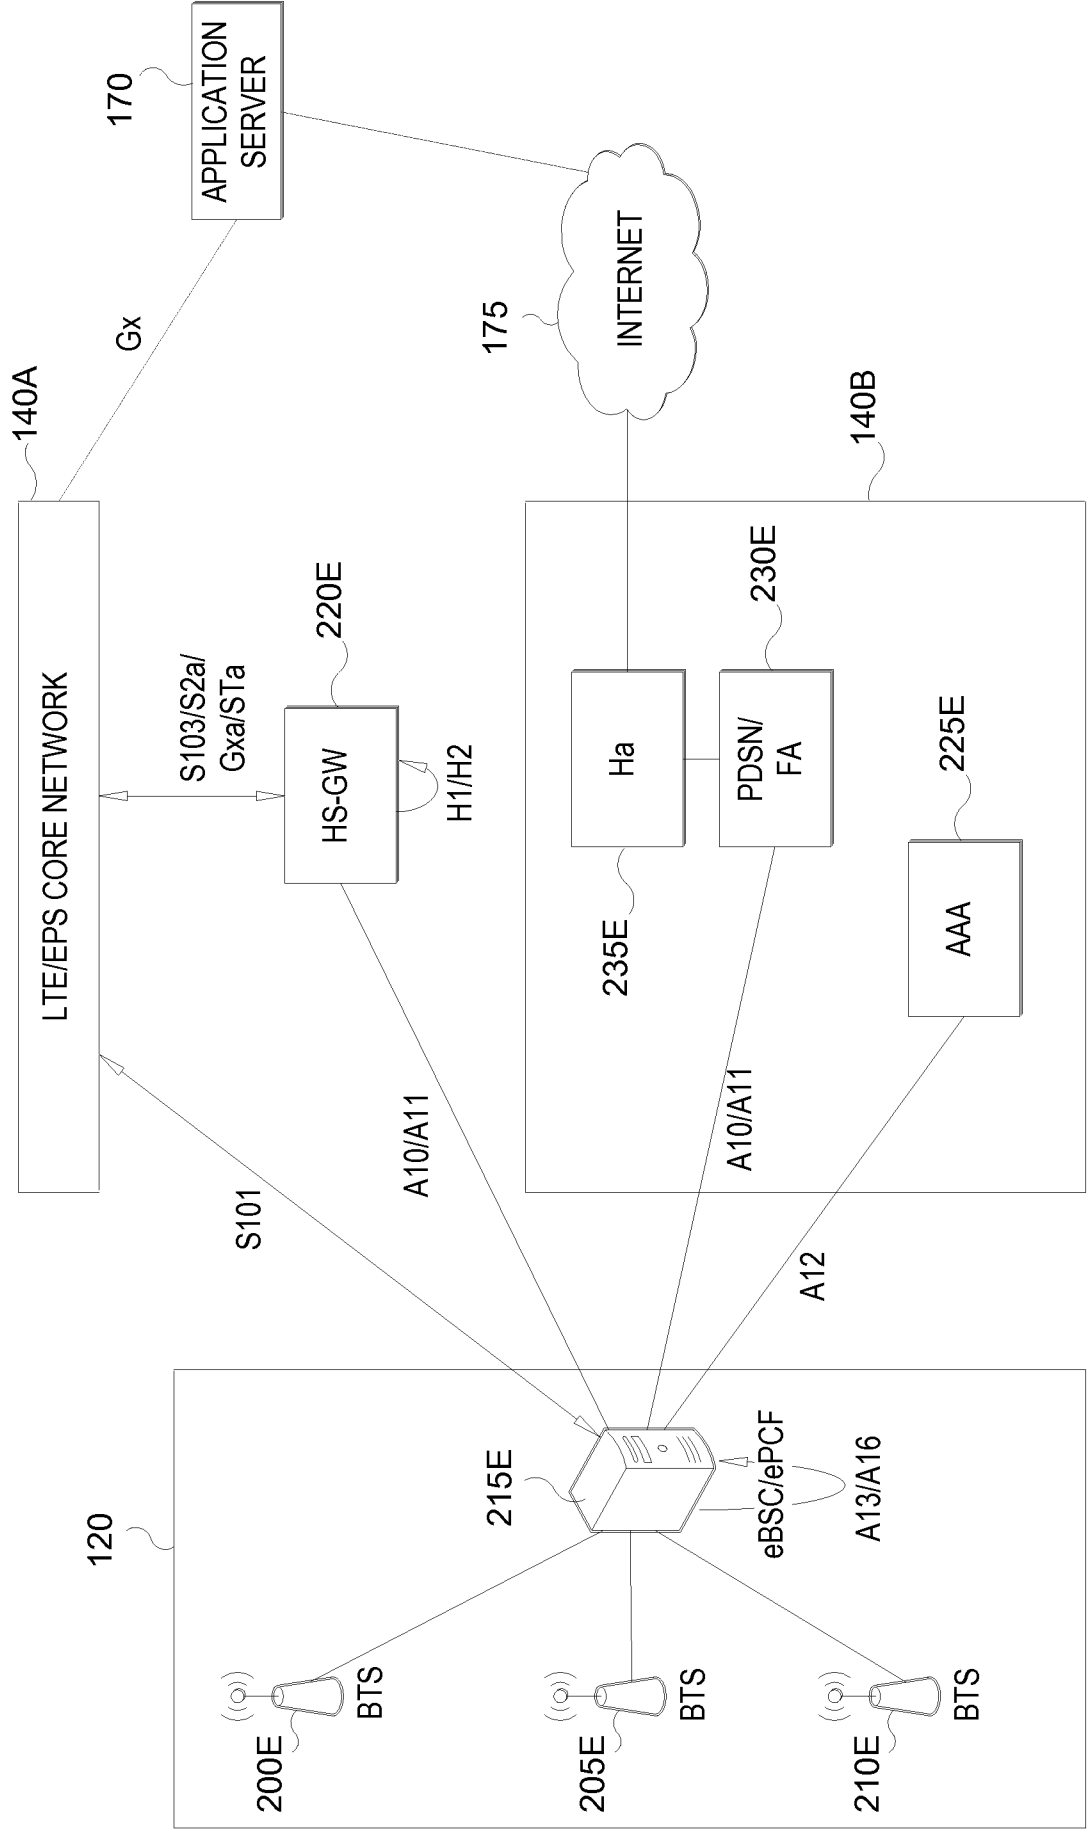 140A
LTE/EPS CORE NETWORK
Gx
170
APPLICATION
SERVER
S101
S103/S2a/
Gxa/STa
220E
HS-GW
H1/H2
A10/A11
175
INTERNET
120
200E
BTS
205E
BTS
210E
BTS
215E
eBSC/ePCF
A13/A16
A10/A11
A12
140B
235E
Ha
230E
PDSN/
FA
225E
AAA